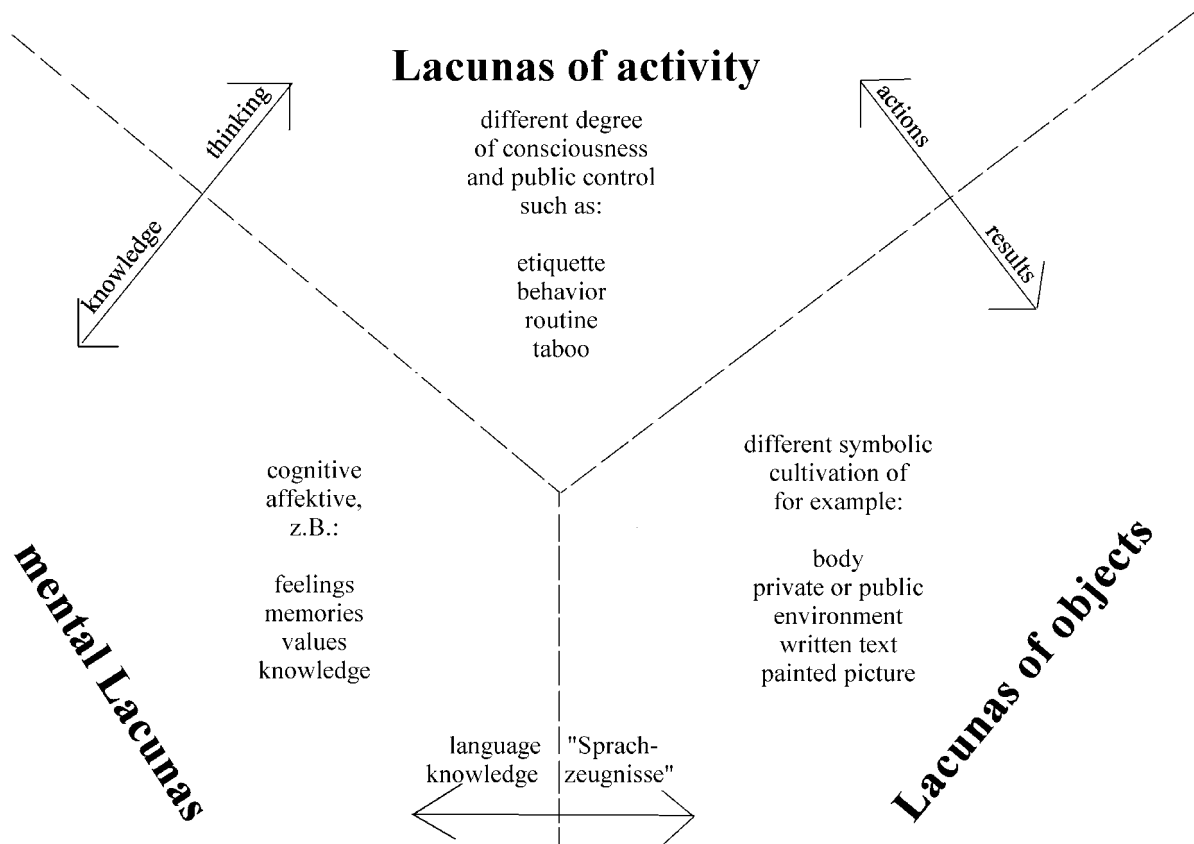 Lacunas of activity
different degree
of consciousness
and public control
such as:
etiquette
behavior
routine
taboo
thinking
knowledge
actions
results
cognitive
affektive,
z.B.:
feelings
memories
values
knowledge
mental Lacunas
different symbolic
cultivation of
for example:
body
private or public
environment
written text
painted picture
Lacunas of objects
language
knowledge
"Sprach-
zeugnisse"